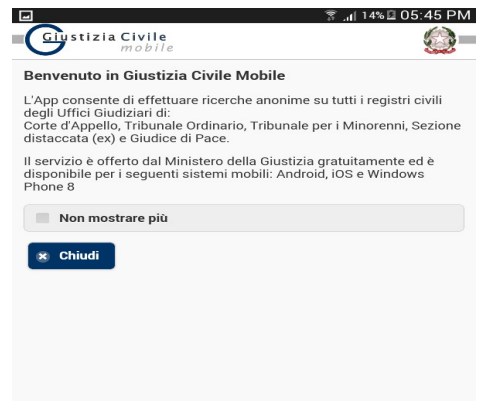 14% 05:45 PM
Giustizia Civile
mobile
Benvenuto in Giustizia Civile Mobile
L'App consente di effettuare ricerche anonime su tutti i registri civili
degli Uffici Giudiziari di:
Corte d'Appello, Tribunale Ordinario, Tribunale per i Minorenni, Sezione
distaccata (ex) e Giudice di Pace.
Il servizio è offerto dal Ministero della Giustizia gratuitamente ed è
disponibile per i seguenti sistemi mobili: Android, iOS e Windows
Phone 8
Non mostrare più
Chiudi